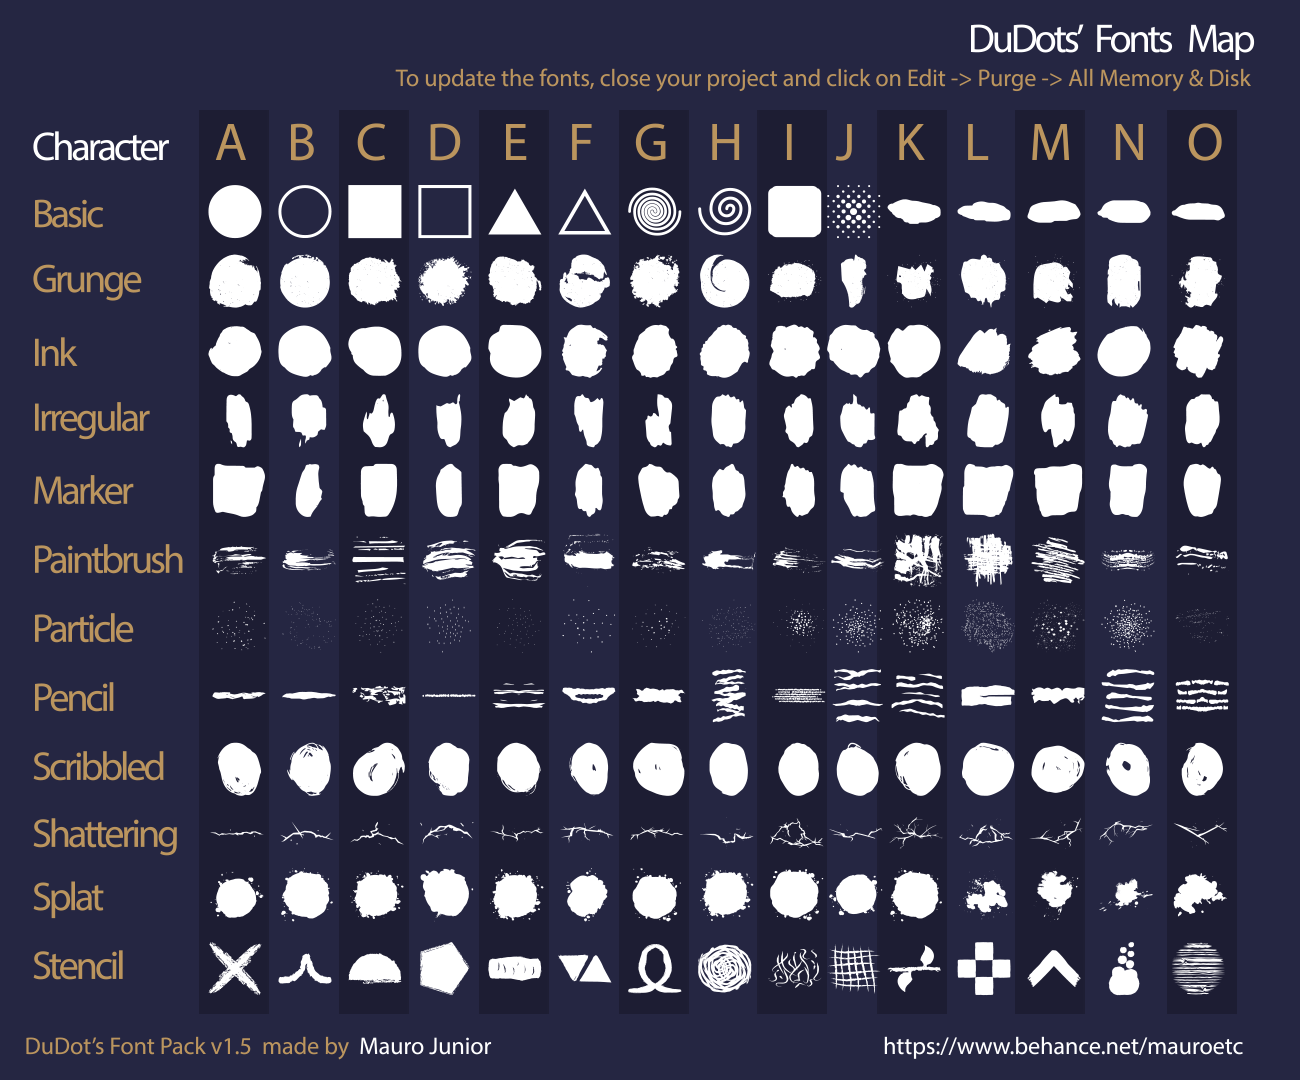 DuDots’ Fonts Map
To update the fonts, close your project and click on Edit -> Purge -> All Memory & Disk
Character A B C D E F G H I J K L M N O
Basic
Grunge
Ink
Irregular
Marker
Paintbrush
Particle
Pencil
Scribbled
Shattering
Splat
Stencil
DuDot’s Font Pack v1.5 made by Mauro Junior https://www.behance.net/mauroetc